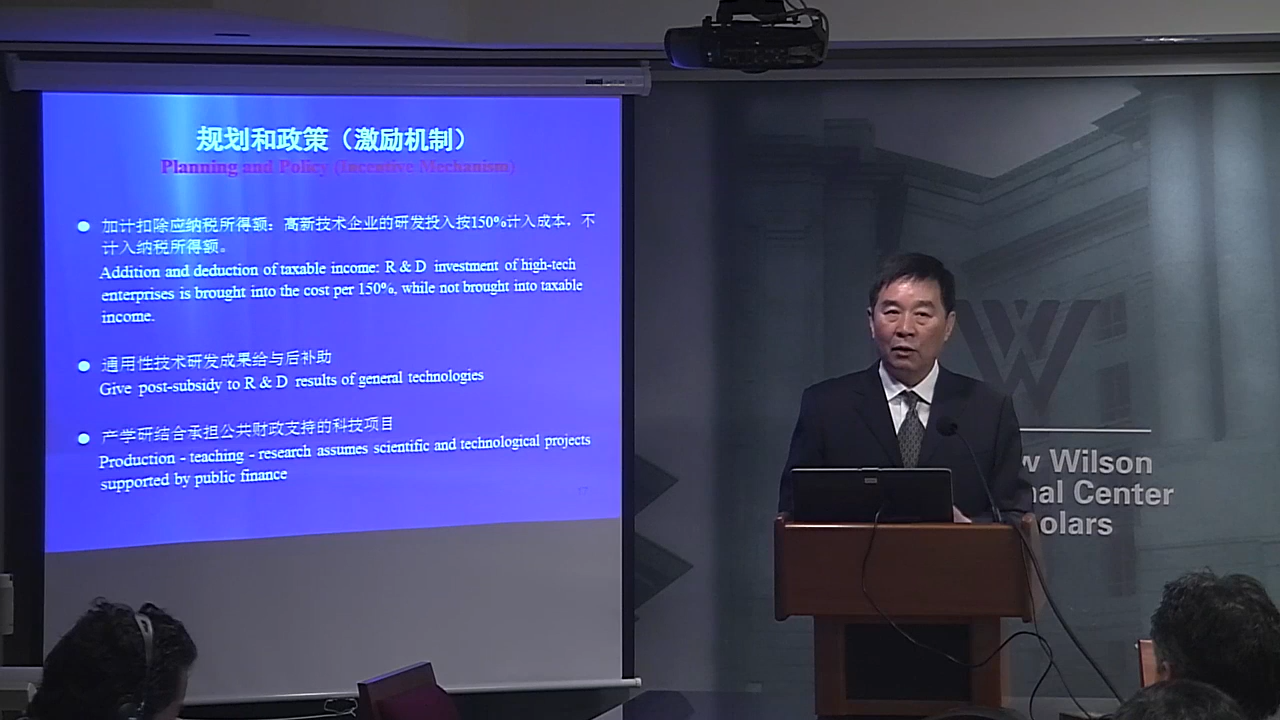 规划和政策（激励机制）
Planning and Policy (Incentive Mechanism)
加计扣除应纳税所得额：高新技术企业的研发投入按150%计入成本，不
计入纳税所得额。
Addition and deduction of taxable income: R & D investment of high-tech
enterprises is brought into the cost per 150%, while not brought into taxable
income.
通用性技术研发成果给与后补助
Give post-subsidy to R & D results of general technologies
产学研结合承担公共财政支持的科技项目
Production - teaching - research assumes scientific and technological projects
supported by public finance
17
W
w Wilson
nal Center
olars